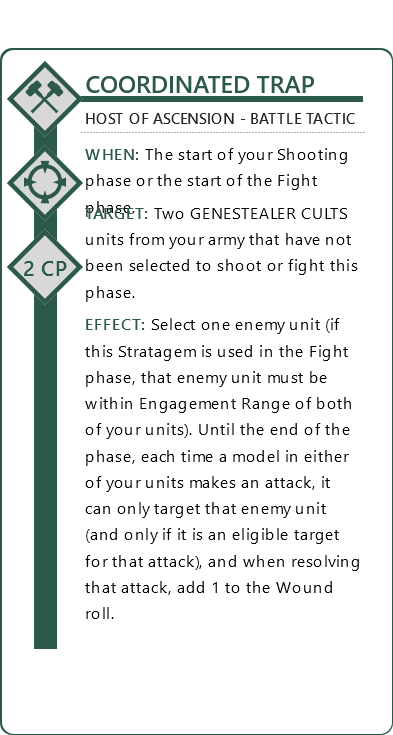 COORDINATED TRAP
HOST OF ASCENSION - BATTLE TACTIC
WHEN: The start of your Shooting
phase or the start of the Fight
phase.
TARGET: Two GENESTEALER CULTS
units from your army that have not
been selected to shoot or fight this
phase.
2 CP
EFFECT: Select one enemy unit (if
this Stratagem is used in the Fight
phase, that enemy unit must be
within Engagement Range of both
of your units). Until the end of the
phase, each time a model in either
of your units makes an attack, it
can only target that enemy unit
(and only if it is an eligible target
for that attack), and when resolving
that attack, add 1 to the Wound
roll.